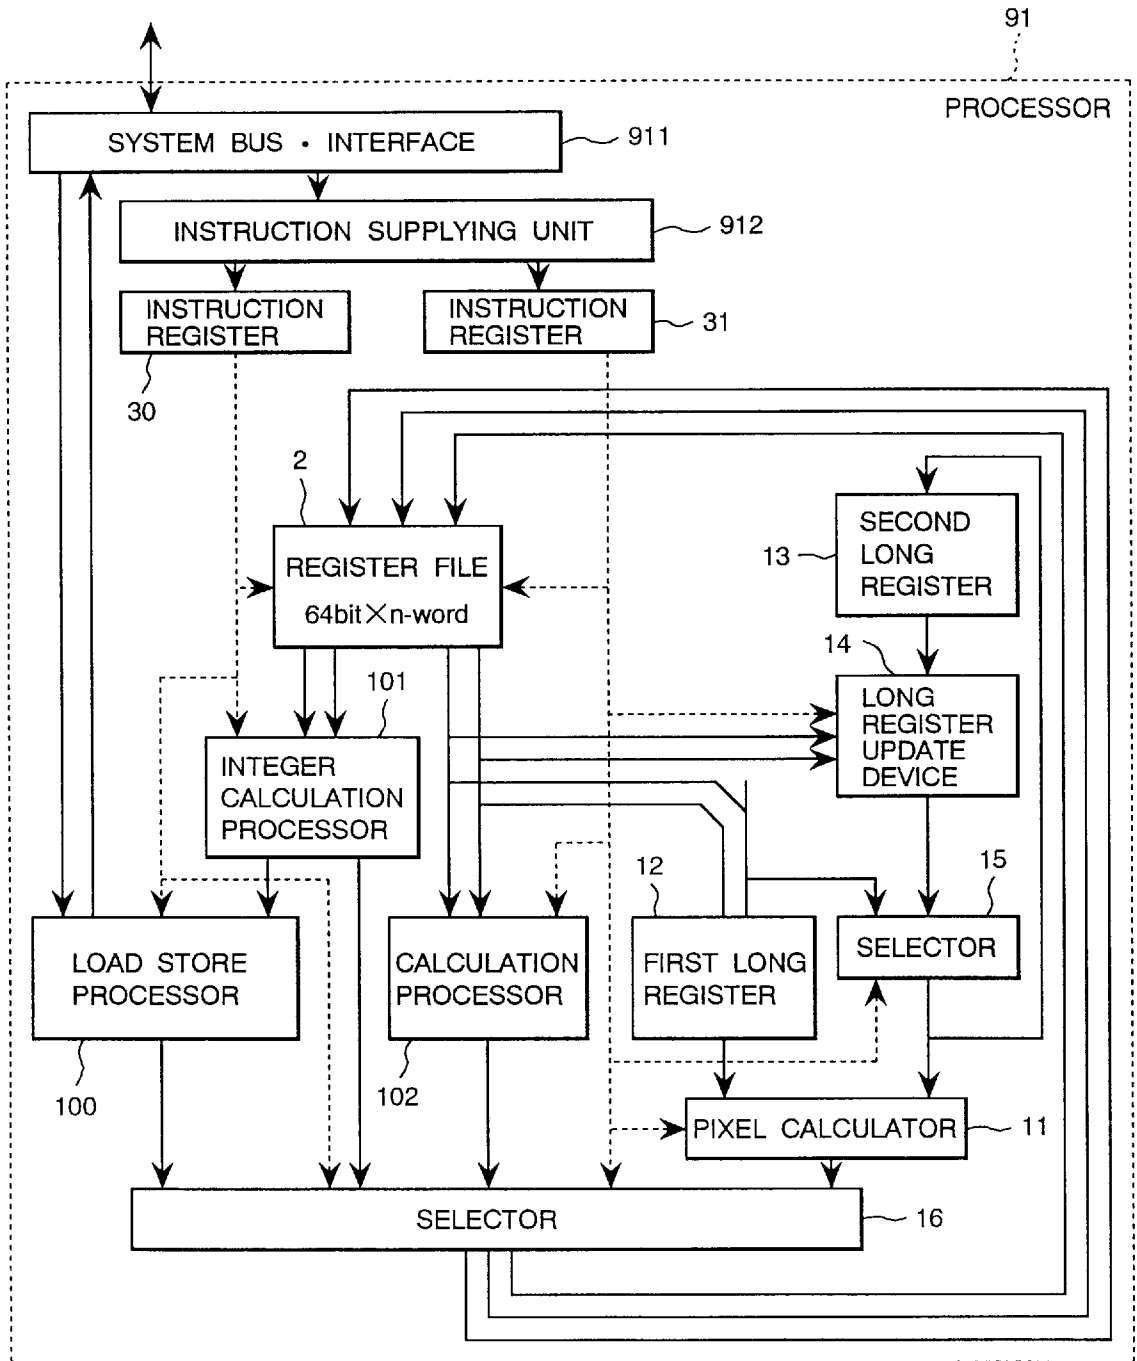 91
PROCESSOR
SYSTEM BUS · INTERFACE
911
INSTRUCTION SUPPLYING UNIT
912
INSTRUCTION
REGISTER
30
INSTRUCTION
REGISTER
31
2
REGISTER FILE
64bit×n-word
SECOND
LONG
REGISTER
13
14
LONG
REGISTER
UPDATE
DEVICE
101
INTEGER
CALCULATION
PROCESSOR
12
15
LOAD STORE
PROCESSOR
100
CALCULATION
PROCESSOR
102
FIRST LONG
REGISTER
SELECTOR
PIXEL CALCULATOR
11
SELECTOR
16